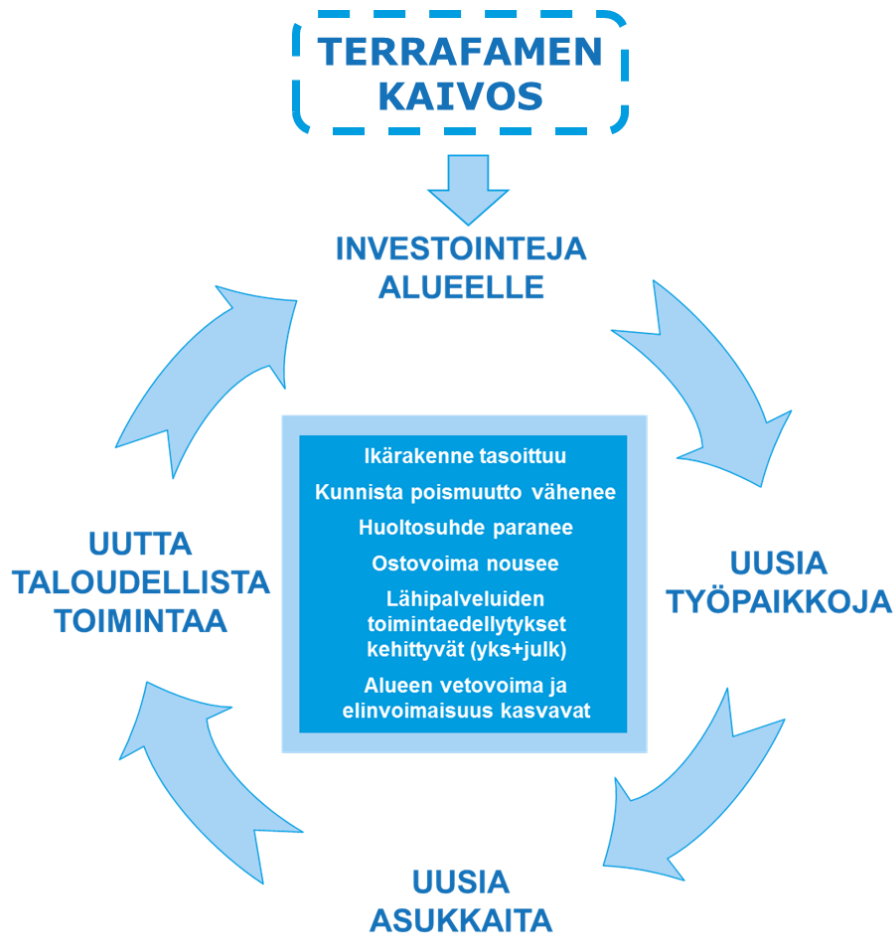 TERRAFAMEN
KAIVOS
INVESTOINTEJA
ALUEELLE
UUSIA
TYÖPAIKKOJA
UUSIA
ASUKKAITA
UUTTA
TALOUDELLISTA
TOIMINTAA
Ikärakenne tasoittuu
Kunnista poismuutto vähenee
Huoltosuhde paranee
Ostovoima nousee
Lähipalveluiden
toimintaedellytykset
kehittyvät (yks+julk)
Alueen vetovoima ja
elinvoimaisuus kasvavat